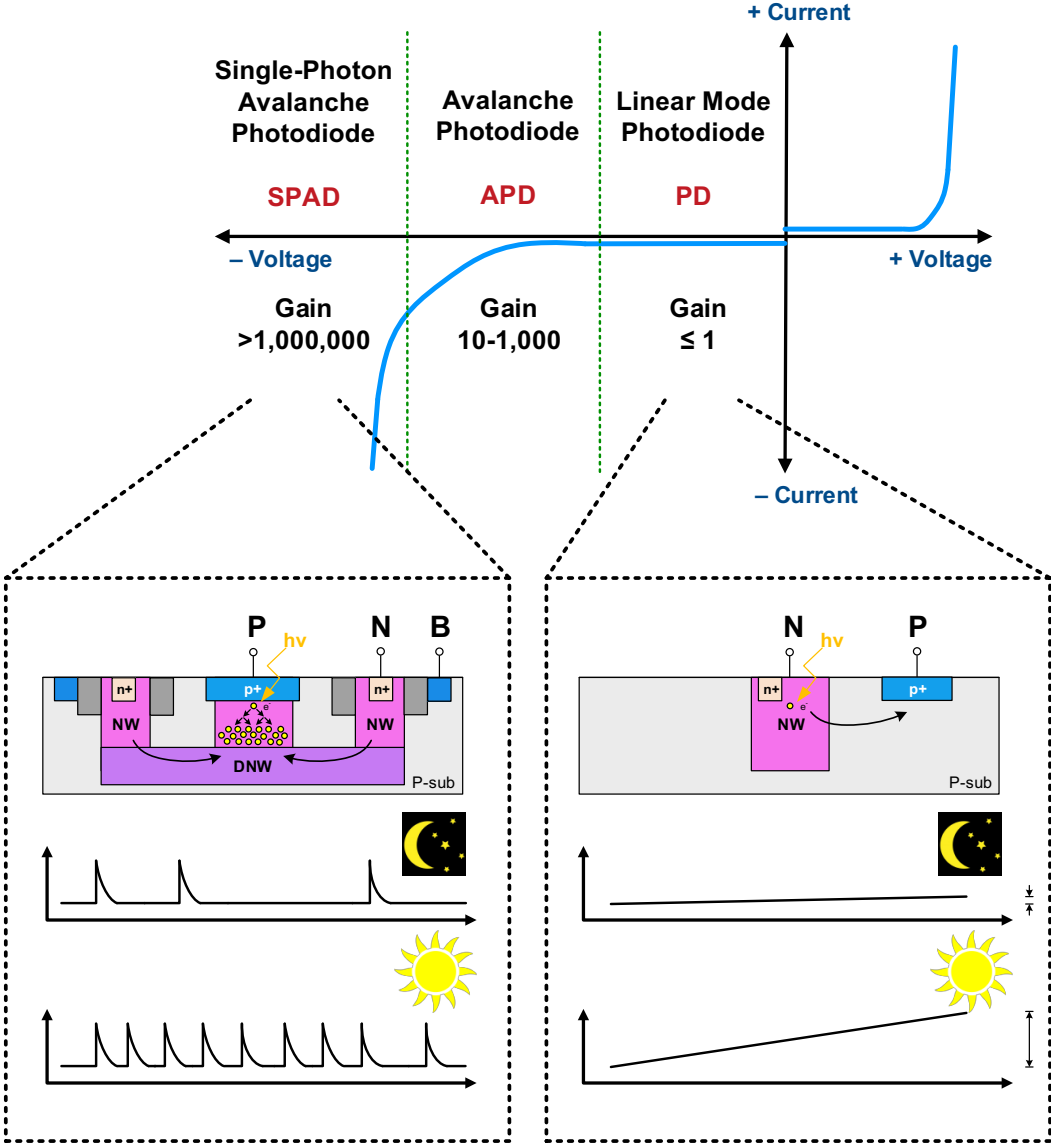 + Current
Single-Photon
Avalanche
Photodiode
Avalanche
Photodiode
Linear Mode
Photodiode
SPAD
APD
PD
– Voltage
+ Voltage
Gain
>1,000,000
Gain
10-1,000
Gain
≤ 1
– Current
P
N
B
hv
n+
p+
n+
e-
NW
NW
DNW
P-sub
N
P
hv
n+
p+
e-
NW
P-sub